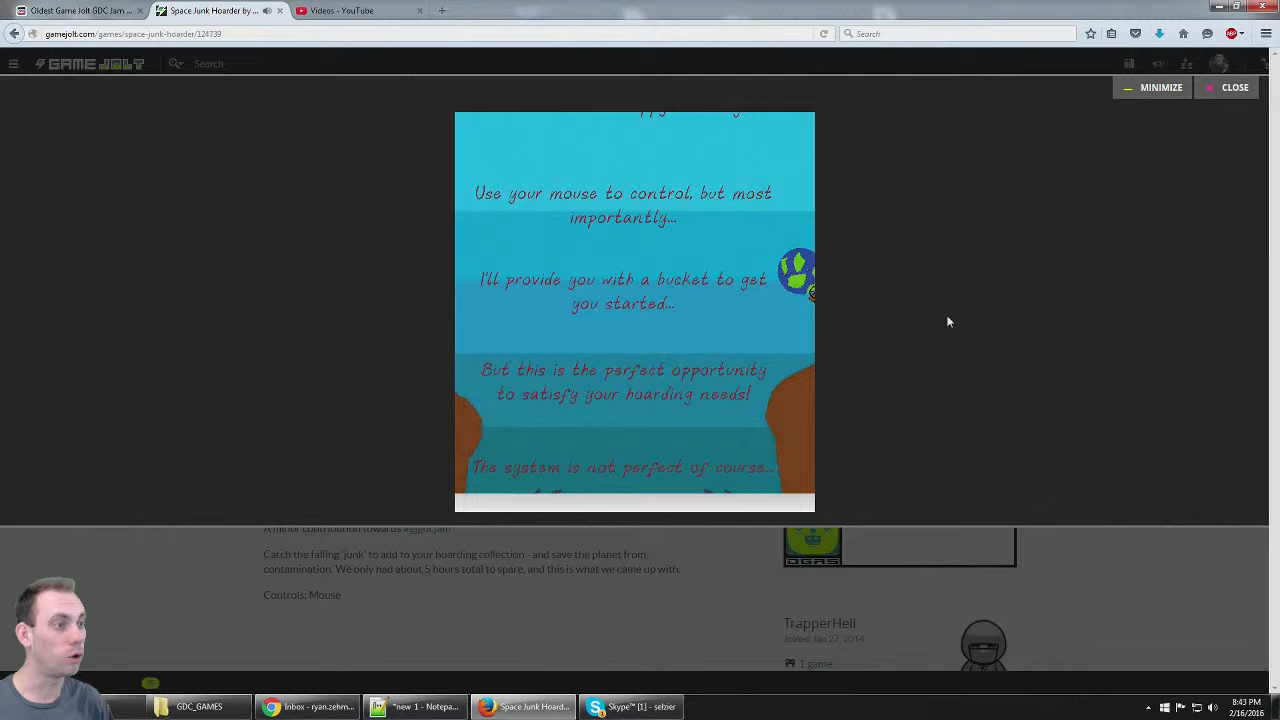 Oldest Game Jolt GDC Jam ...
Space Junk Hoarder by ...
Videos - YouTube
gamejolt.com/games/space-junk-hoarder/124739
Search
GAME JOLT
Search
MINIMIZE
CLOSE
Use your mouse to control, but most
importantly...
I'll provide you with a bucket to get
you started...
But this is the perfect opportunity
to satisfy your hoarding needs!
The system is not perfect of course...
A minor contribution towards #gjgdcjam
Catch the falling 'junk' to add to your hoarding collection - and save the planet from
contamination. We only had about 5 hours total to spare, and this is what we came up with.
Controls: Mouse
TrapperHell
Joined Jan 27, 2014
1 game
GDC_GAMES
Inbox - ryan.zehm...
*new 1 - Notepa...
Space Junk Hoard...
Skype™ [1] - selzier
8:43 PM
2/16/2016